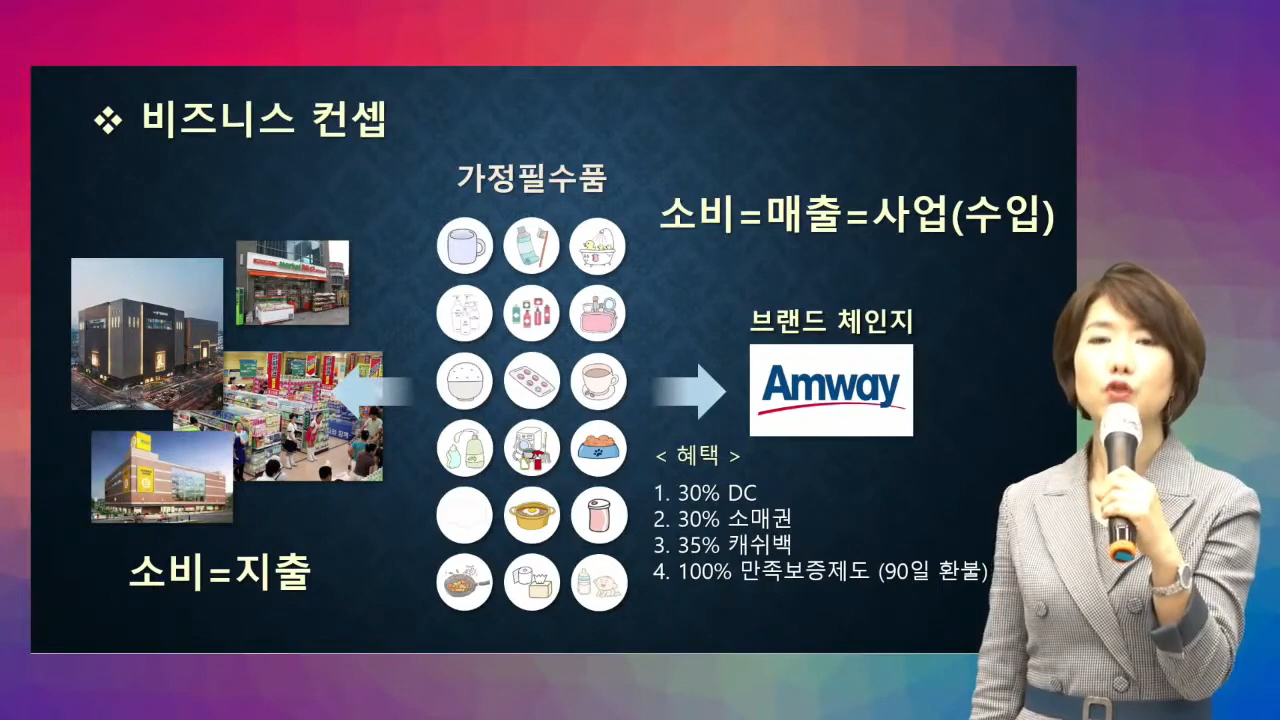 ❖ 비즈니스 컨셉
가정필수품
소비=매출=사업(수입)
브랜드 체인지
Amway
< 혜택 >
1. 30% DC
2. 30% 소매권
3. 35% 캐쉬백
4. 100% 만족보증제도 (90일 환불)
소비=지출